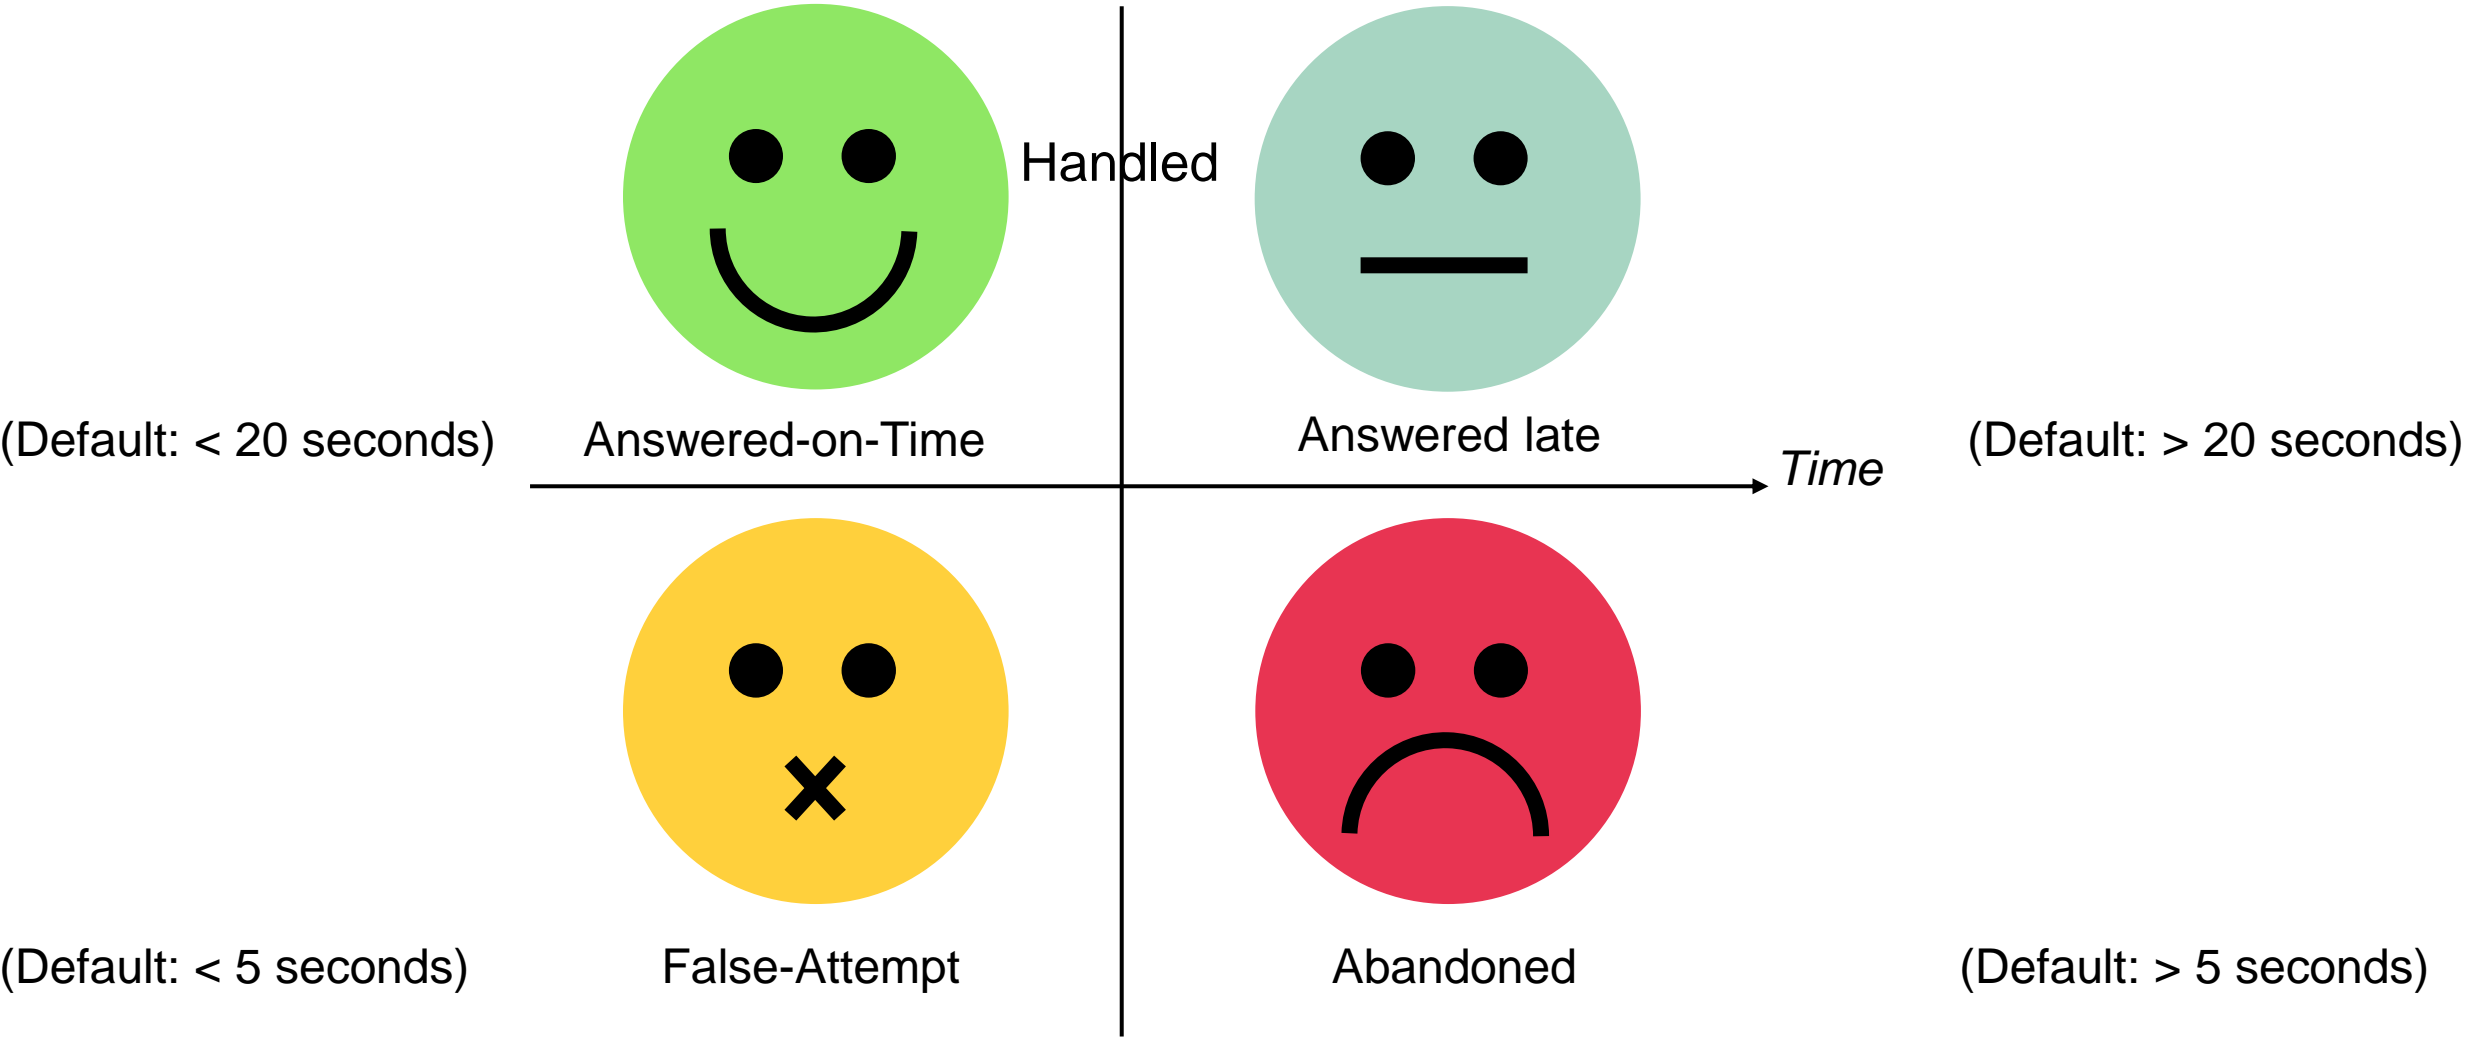 Handled
(Default: < 20 seconds)
Answered-on-Time
Answered late
(Default: > 20 seconds)
Time
(Default: < 5 seconds)
False-Attempt
Abandoned
(Default: > 5 seconds)